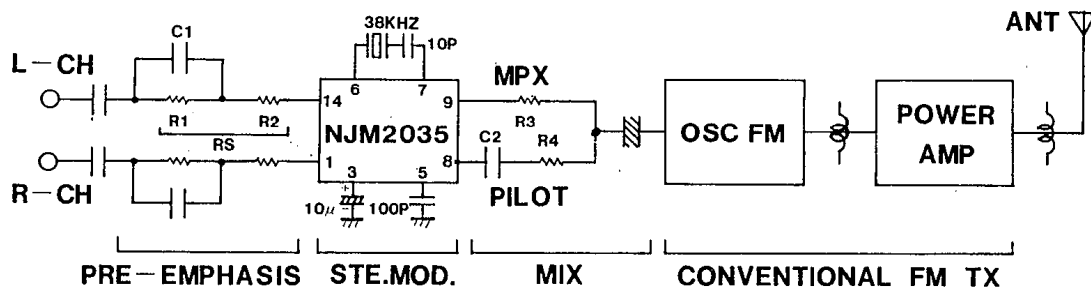 ANT
38KHZ
C1
10P
L-CH
6
7
MPX
14
9
R1
R2
NJM2035
R3
OSC FM
POWER
AMP
RS
C2
R4
1
3
5
8
R-CH
+
10μ
100P
PILOT
PRE-EMPHASIS
STE.MOD.
MIX
CONVENTIONAL FM TX